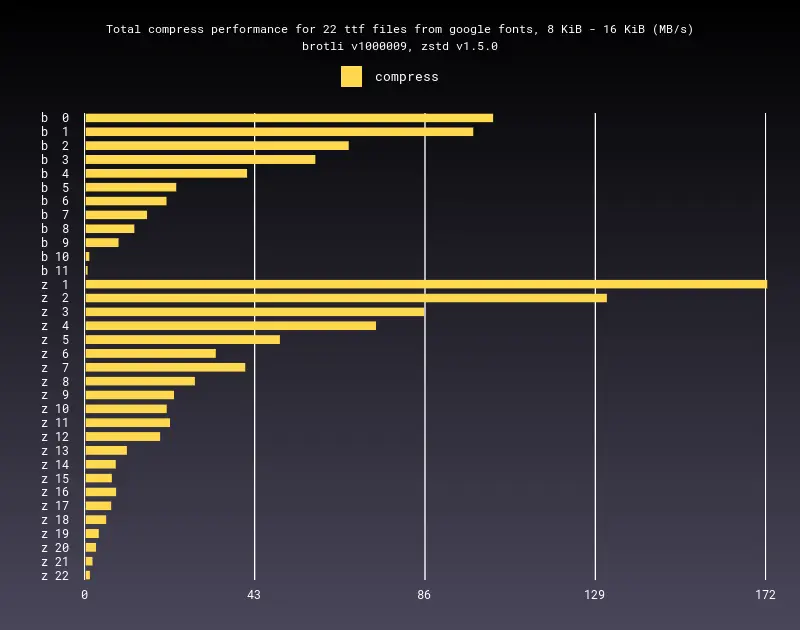 Total compress performance for 22 ttf files from google fonts, 8 KiB - 16 KiB (MB/s)
brotli v1000009, zstd v1.5.0
compress
b 0
b 1
b 2
b 3
b 4
b 5
b 6
b 7
b 8
b 9
b 10
b 11
z 1
z 2
z 3
z 4
z 5
z 6
z 7
z 8
z 9
z 10
z 11
z 12
z 13
z 14
z 15
z 16
z 17
z 18
z 19
z 20
z 21
z 22
0 43 86 129 172